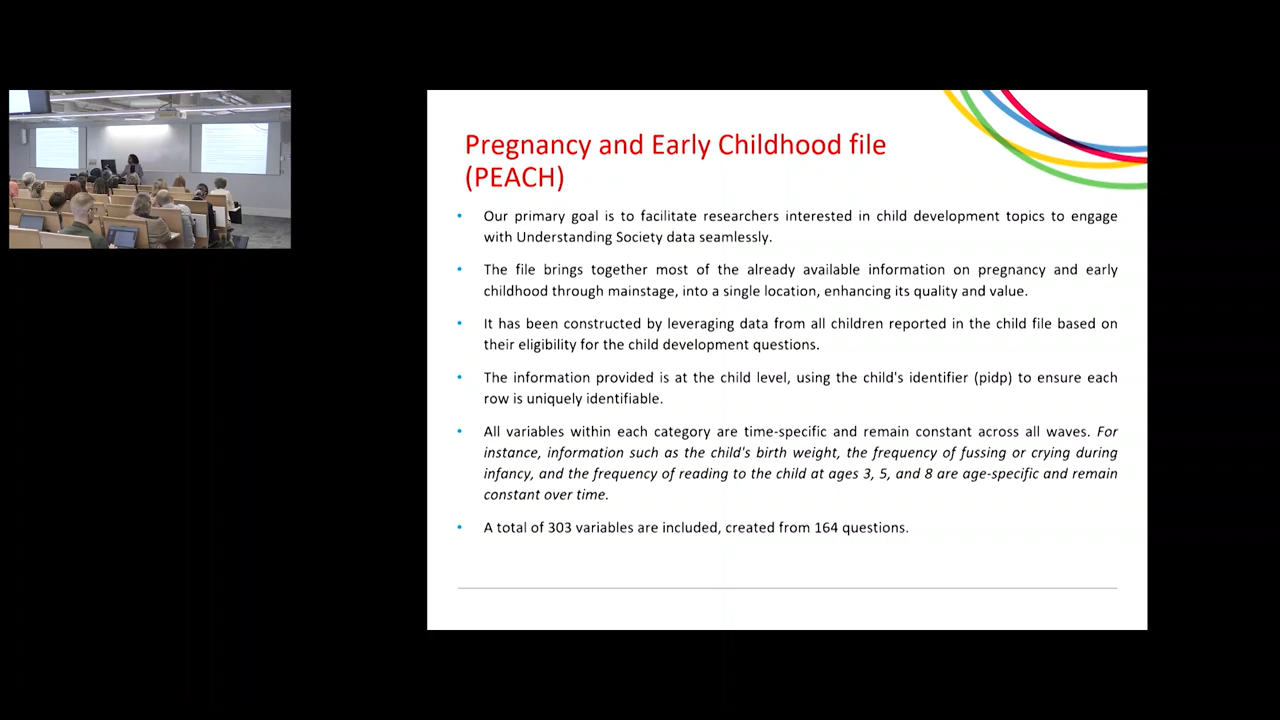 Pregnancy and Early Childhood file
(PEACH)
• Our primary goal is to facilitate researchers interested in child development topics to engage
with Understanding Society data seamlessly.
• The file brings together most of the already available information on pregnancy and early
childhood through mainstage, into a single location, enhancing its quality and value.
• It has been constructed by leveraging data from all children reported in the child file based on
their eligibility for the child development questions.
• The information provided is at the child level, using the child's identifier (pidp) to ensure each
row is uniquely identifiable.
• All variables within each category are time-specific and remain constant across all waves. For
instance, information such as the child's birth weight, the frequency of fussing or crying during
infancy, and the frequency of reading to the child at ages 3, 5, and 8 are age-specific and remain
constant over time.
• A total of 303 variables are included, created from 164 questions.